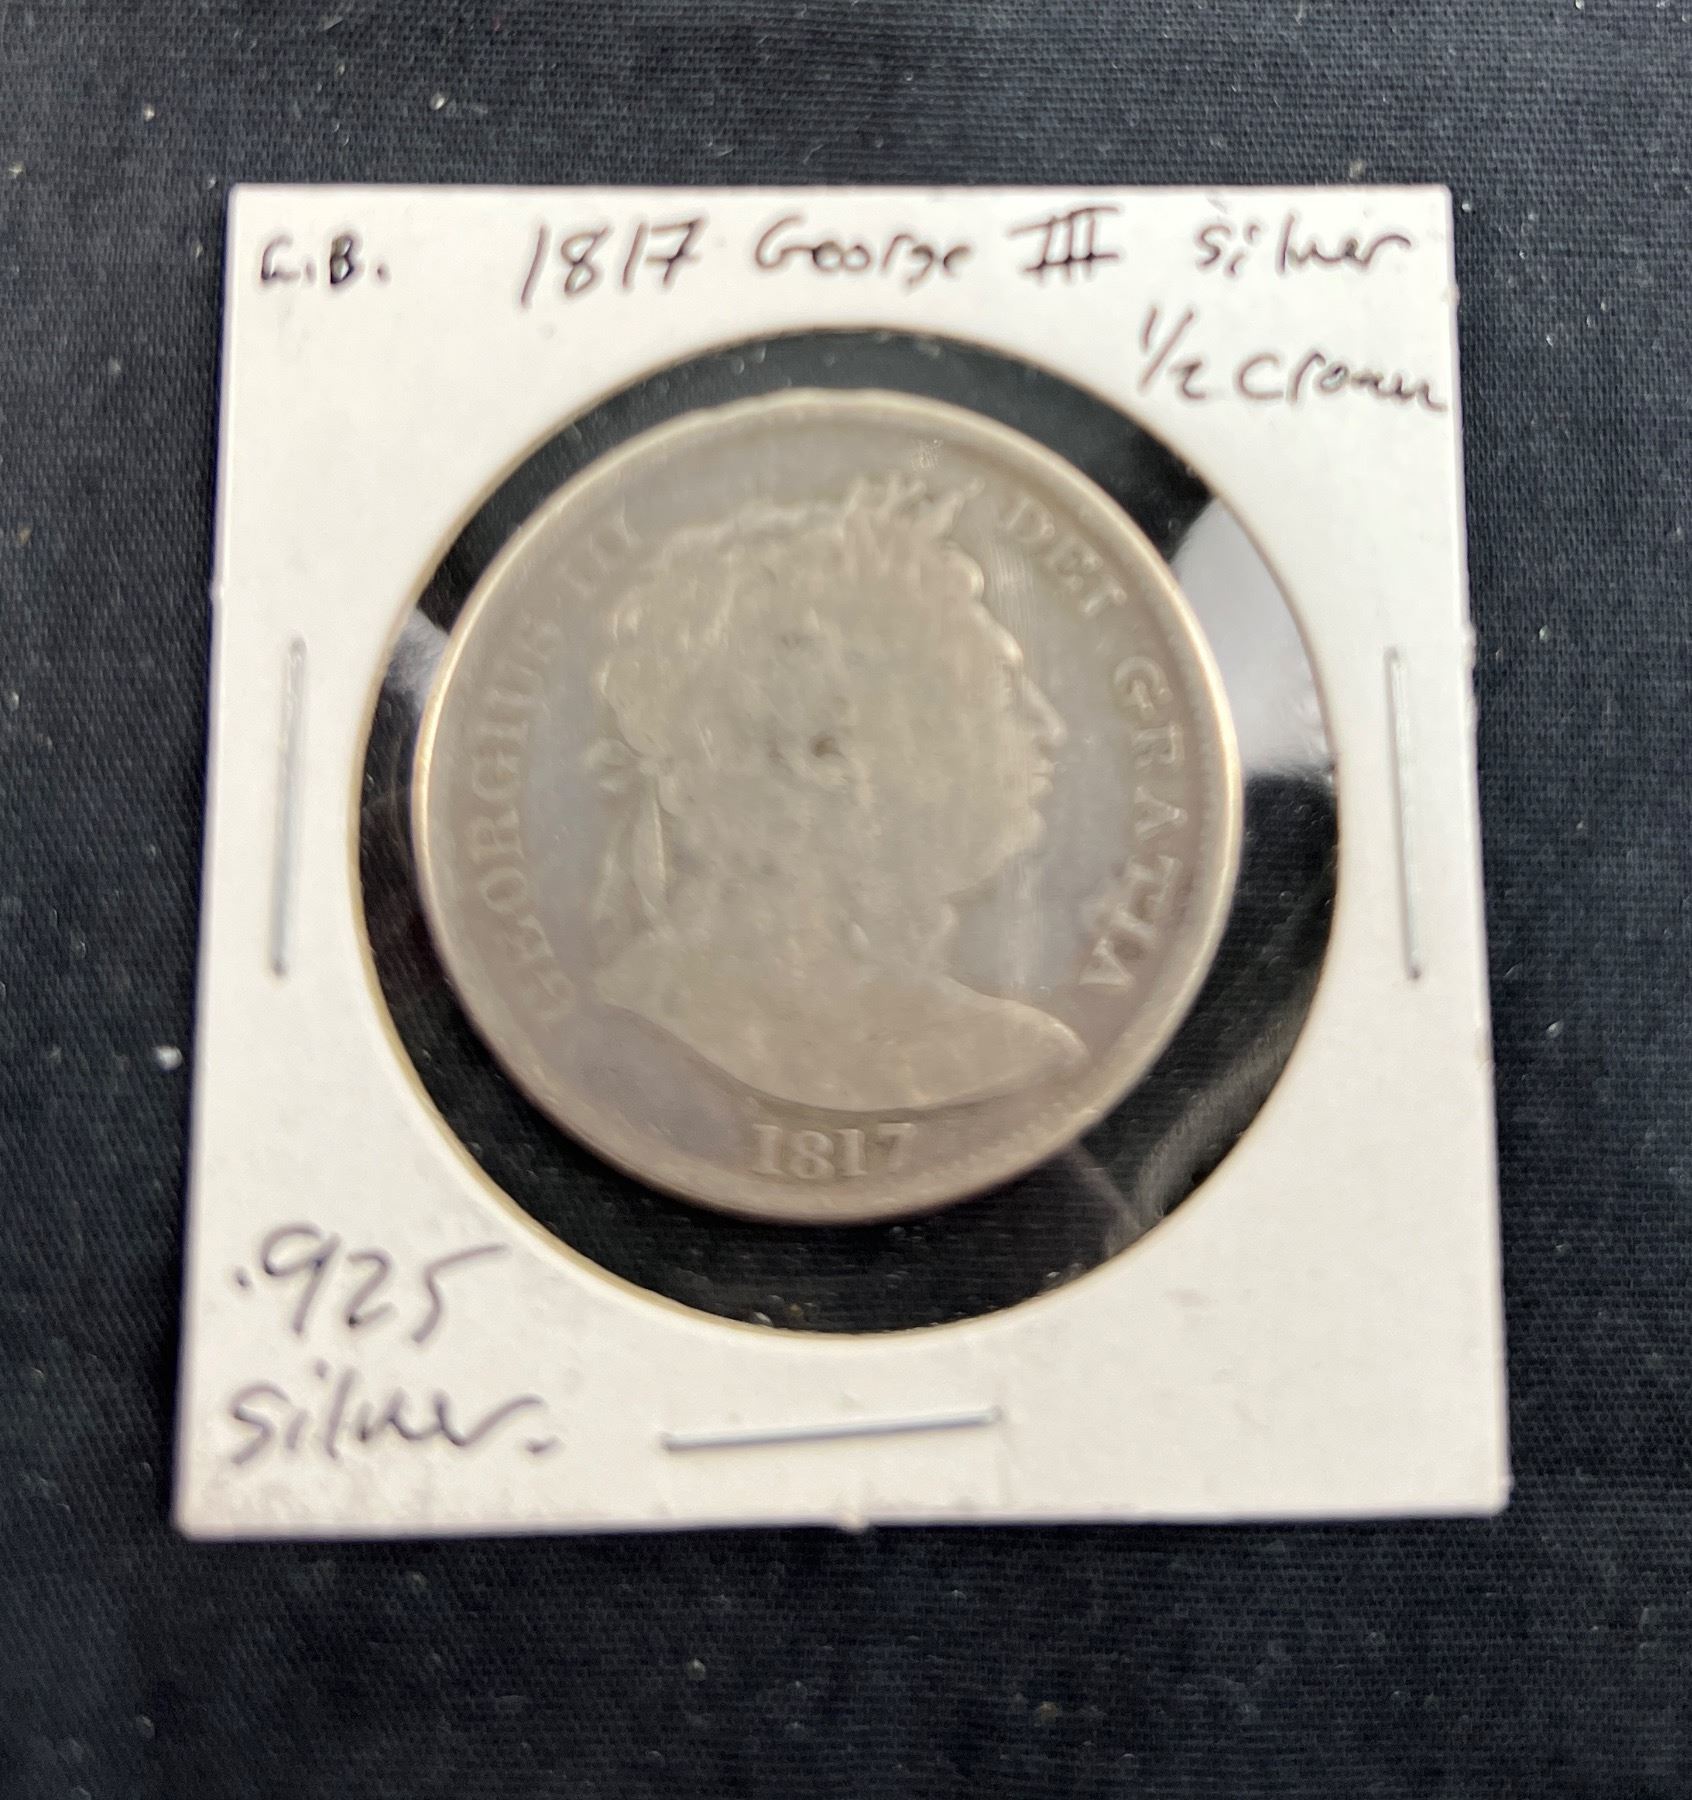 G.B. 1817 George III Silver
1/2 Crown
GEORGIUS III DEI GRATIA
1817
.925
Silver.